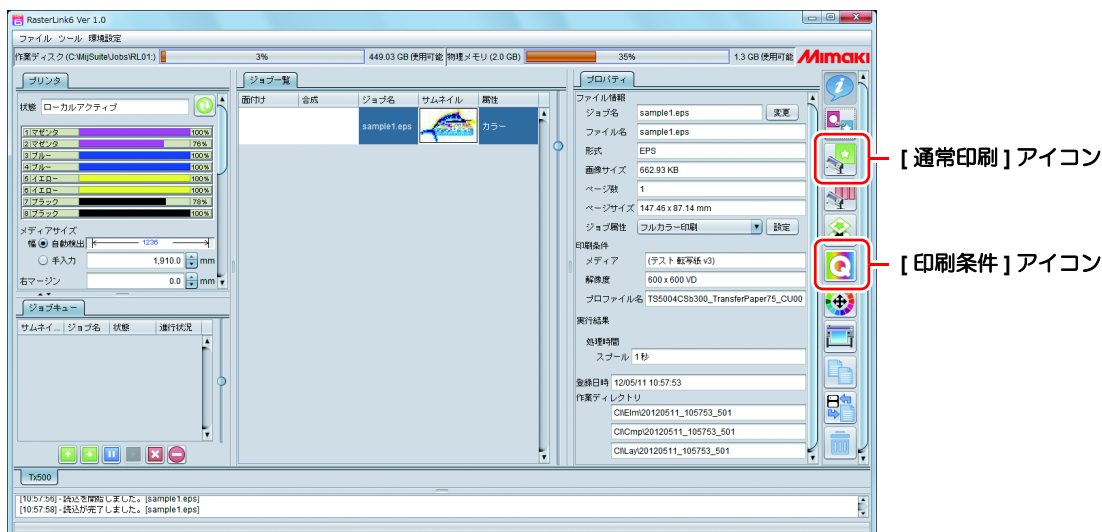 RasterLink6 Ver 1.0
ファイル ツール 環境設定
作業ディスク (C:\MijSuite\Jobs\RL01:) 3% 449.03 GB 使用可能 物理メモリ (2.0 GB) 35% 1.3 GB 使用可能 Mimaki
プリンタ
状態 ローカルアクティブ
1 マゼンタ 100%
2 マゼンタ 76%
3 ブルー 100%
4 ブルー 100%
5 イエロー 100%
6 イエロー 100%
7 ブラック 78%
8 ブラック 100%
メディアサイズ
幅 自動検出 1236
手入力 1,910.0 mm
右マージン 0.0 mm
ジョブキュー
サムネイ... ジョブ名 状態 進行状況
ジョブ一覧
面付け 合成 ジョブ名 サムネイル 属性
sample1.eps カラー
プロパティ
ファイル情報
ジョブ名 sample1.eps 変更
ファイル名 sample1.eps
形式 EPS
画像サイズ 662.93 KB
ページ数 1
ページサイズ 147.46 x 87.14 mm
ジョブ属性 フルカラー印刷 設定
印刷条件
メディア (テスト 転写紙 v3)
解像度 600 x 600 VD
プロファイル名 TS5004CSb300_TransferPaper75_CU00
実行結果
処理時間
スプール 1 秒
登録日時 12/05/11 10:57:53
作業ディレクトリ
CI\Elm\20120511_105753_501
CI\Cmp\20120511_105753_501
CI\Lay\20120511_105753_501
[ 通常印刷 ] アイコン
[ 印刷条件 ] アイコン
Tx500
[10:57:56] - 読込を開始しました。[sample1.eps]
[10:57:58] - 読込が完了しました。[sample1.eps]